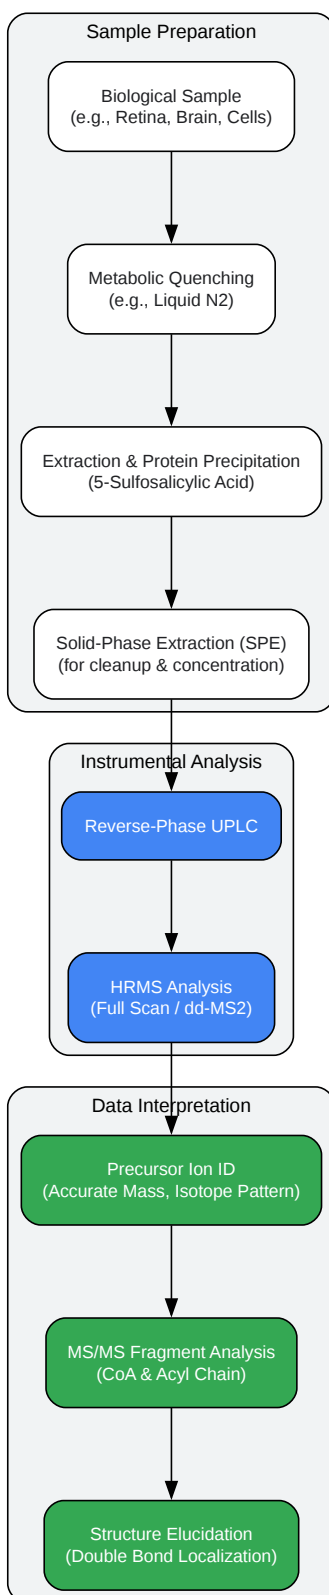 Sample Preparation
Biological Sample
(e.g., Retina, Brain, Cells)
Metabolic Quenching
(e.g., Liquid N2)
Extraction & Protein Precipitation
(5-Sulfosalicylic Acid)
Solid-Phase Extraction (SPE)
(for cleanup & concentration)
Instrumental Analysis
Reverse-Phase UPLC
HRMS Analysis
(Full Scan / dd-MS2)
Data Interpretation
Precursor Ion ID
(Accurate Mass, Isotope Pattern)
MS/MS Fragment Analysis
(CoA & Acyl Chain)
Structure Elucidation
(Double Bond Localization)